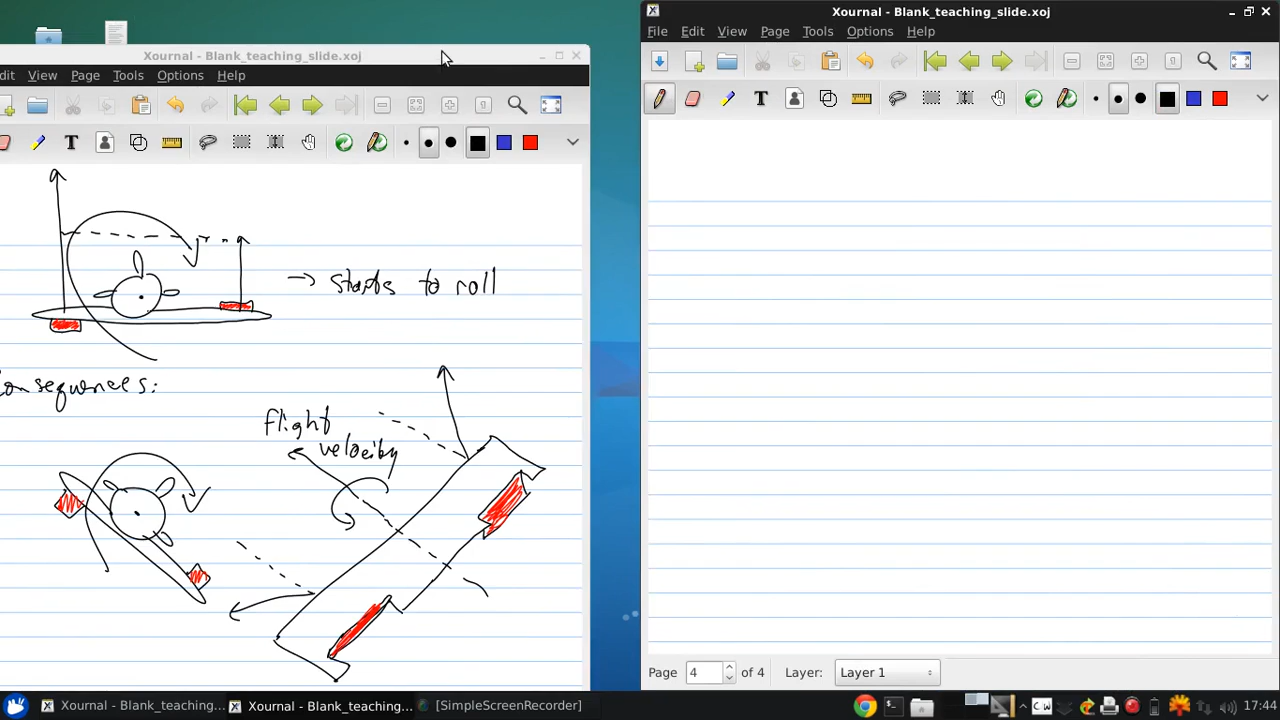 Xournal - Blank_teaching_slide.xoj
dit View Page Tools Options Help
→ starts to roll
onsequences:
flight
velocity
Xournal - Blank_teaching_slide.xoj
File Edit View Page Tools Options Help
Page 4 of 4 Layer: Layer 1
Xournal - Blank_teaching... Xournal - Blank_teaching... [SimpleScreenRecorder] 17:44